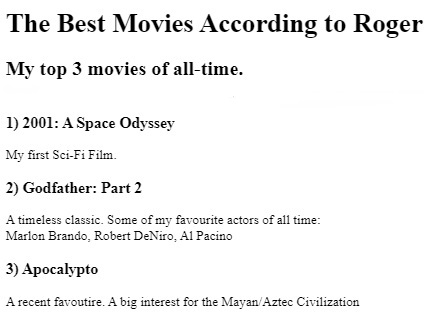 The Best Movies According to Roger
My top 3 movies of all-time.
1) 2001: A Space Odyssey
My first Sci-Fi Film.
2) Godfather: Part 2
A timeless classic. Some of my favourite actors of all time:
Marlon Brando, Robert DeNiro, Al Pacino
3) Apocalypto
A recent favoutire. A big interest for the Mayan/Aztec Civilization